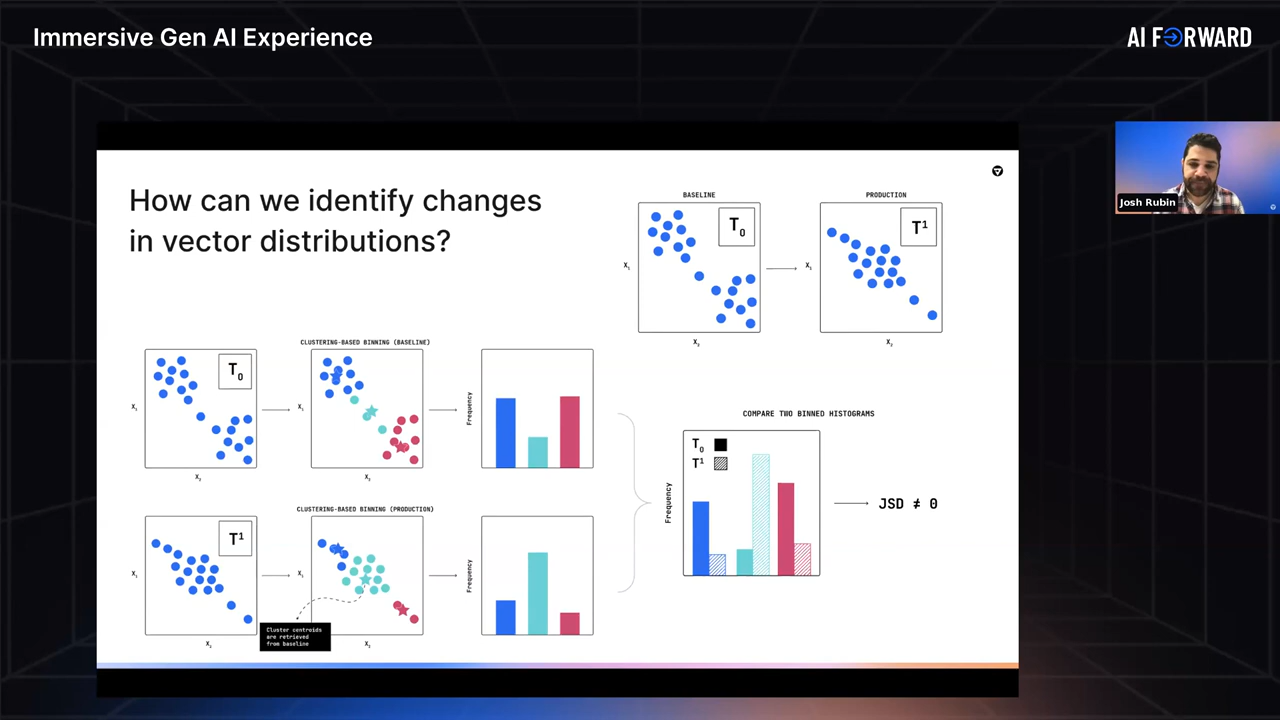 Immersive Gen AI Experience
AI FORWARD
Josh Rubin
How can we identify changes
in vector distributions?
BASELINE
T0
X1
X2
PRODUCTION
T1
X1
X2
T0
X1
X2
CLUSTERING-BASED BINNING (BASELINE)
X1
X2
Frequency
T1
X1
X2
CLUSTERING-BASED BINNING (PRODUCTION)
X1
X2
Cluster centroids
are retrieved
from baseline
Frequency
COMPARE TWO BINNED HISTOGRAMS
T0
T1
Frequency
JSD ≠ 0